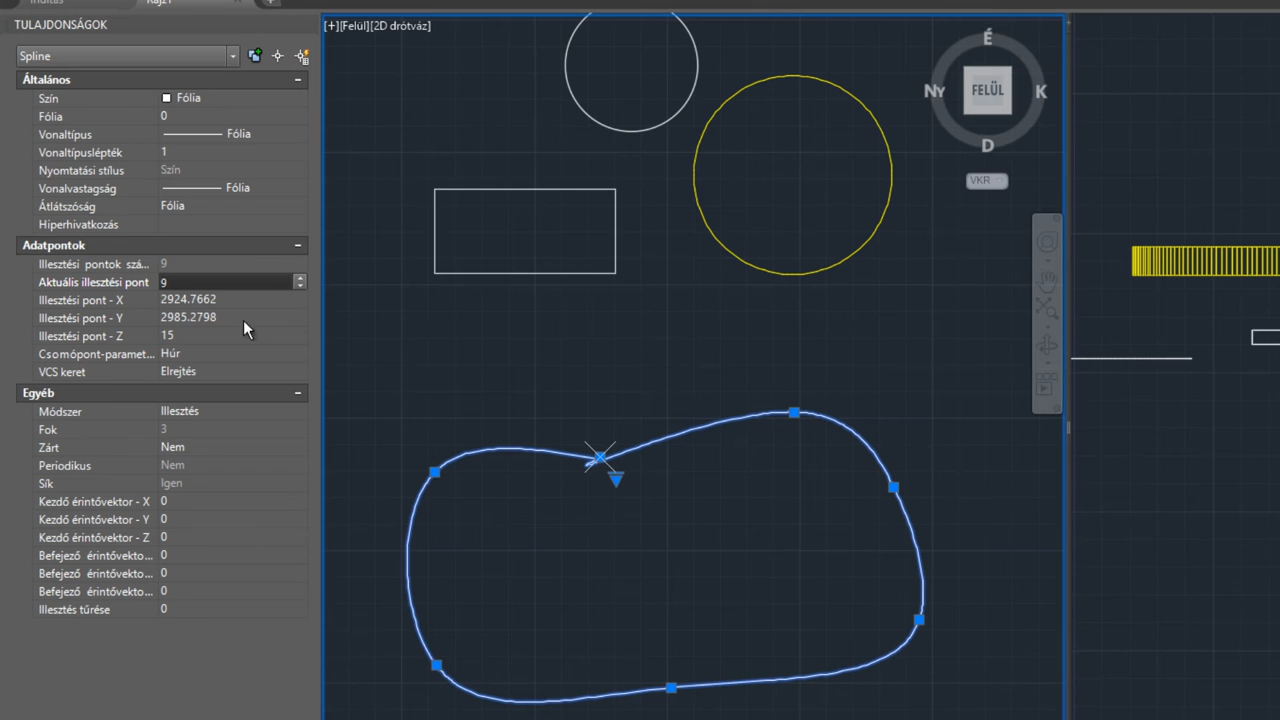 TULAJDONSÁGOK
Spline
Általános
Szín Fólia
Fólia 0
Vonaltípus Fólia
Vonaltípuslépték 1
Nyomtatási stílus Szín
Vonalvastagság Fólia
Átlátszóság Fólia
Hiperhivatkozás
Adatpontok
Illesztési pontok szá... 9
Aktuális illesztési pont 9
Illesztési pont - X 2924.7662
Illesztési pont - Y 2985.2798
Illesztési pont - Z 15
Csomópont-paramet... Húr
VCS keret Elrejtés
Egyéb
Módszer Illesztés
Fok 3
Zárt Nem
Periodikus Nem
Sík Igen
Kezdő érintővektor - X 0
Kezdő érintővektor - Y 0
Kezdő érintővektor - Z 0
Befejező érintővekto... 0
Befejező érintővekto... 0
Befejező érintővekto... 0
Illesztés tűrése 0
[+][Felül][2D drótváz]
É
Ny FELÜL K
D
VKR